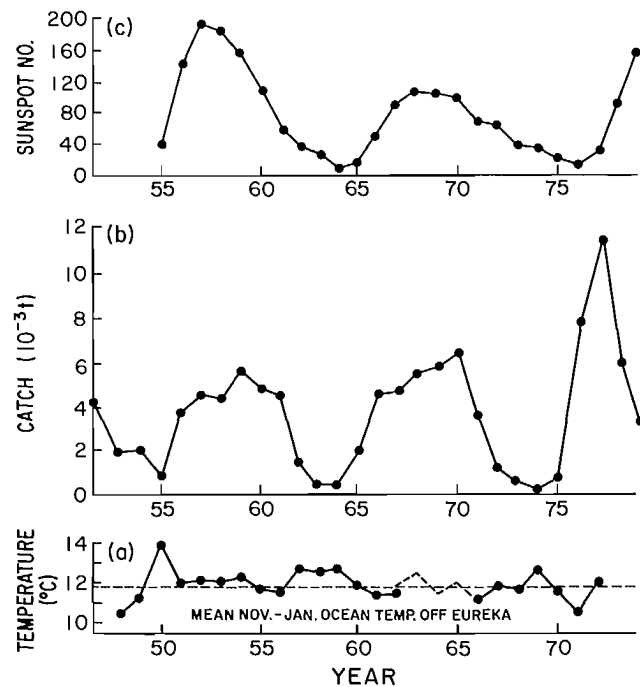 (c)
SUNSPOT NO.
200
160
120
80
40
0
55 60 65 70 75
(b)
CATCH (10⁻³t)
12
10
8
6
4
2
0
55 60 65 70 75
(a)
TEMPERATURE
(°C)
14
12
10
MEAN NOV.-JAN. OCEAN TEMP. OFF EUREKA
50 55 60 65 70
YEAR